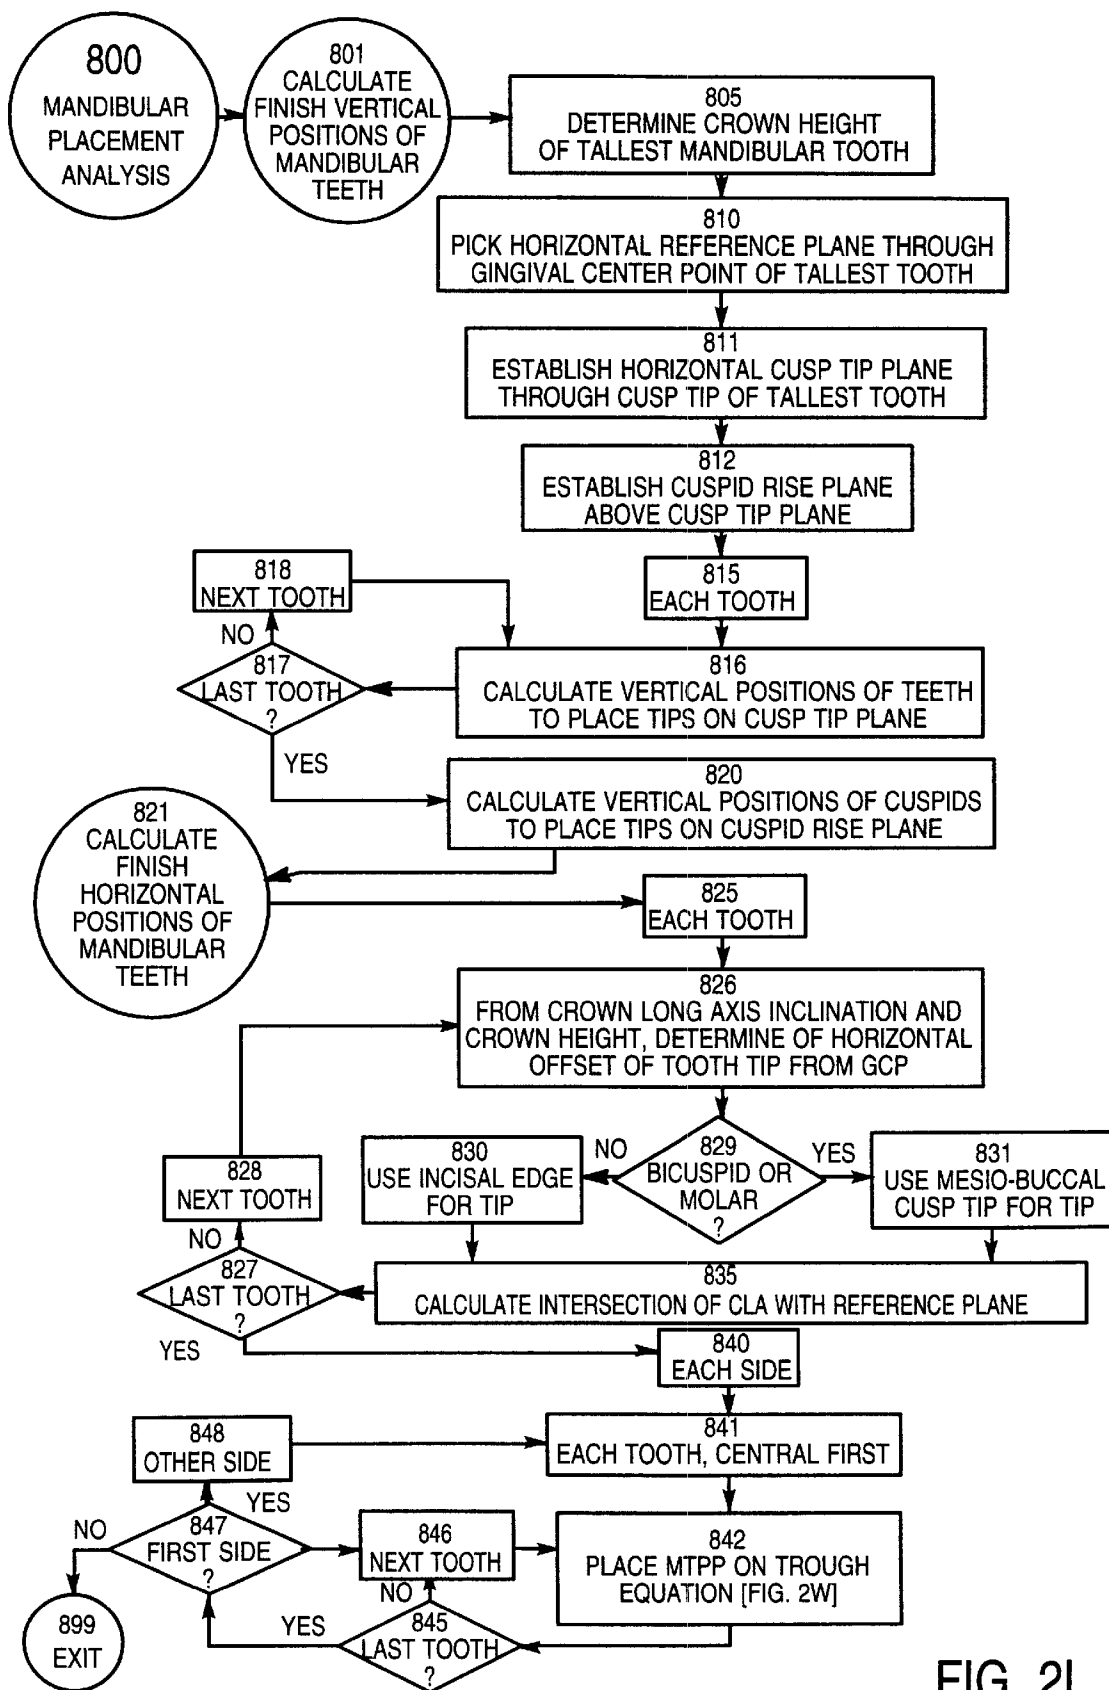 800
MANDIBULAR
PLACEMENT
ANALYSIS
801
CALCULATE
FINISH VERTICAL
POSITIONS OF
MANDIBULAR
TEETH
805
DETERMINE CROWN HEIGHT
OF TALLEST MANDIBULAR TOOTH
810
PICK HORIZONTAL REFERENCE PLANE THROUGH
GINGIVAL CENTER POINT OF TALLEST TOOTH
811
ESTABLISH HORIZONTAL CUSP TIP PLANE
THROUGH CUSP TIP OF TALLEST TOOTH
812
ESTABLISH CUSPID RISE PLANE
ABOVE CUSP TIP PLANE
815
EACH TOOTH
818
NEXT TOOTH
NO
817
LAST TOOTH
?
YES
816
CALCULATE VERTICAL POSITIONS OF TEETH
TO PLACE TIPS ON CUSP TIP PLANE
820
CALCULATE VERTICAL POSITIONS OF CUSPIDS
TO PLACE TIPS ON CUSPID RISE PLANE
821
CALCULATE
FINISH
HORIZONTAL
POSITIONS OF
MANDIBULAR
TEETH
825
EACH TOOTH
826
FROM CROWN LONG AXIS INCLINATION AND
CROWN HEIGHT, DETERMINE OF HORIZONTAL
OFFSET OF TOOTH TIP FROM GCP
829
BICUSPID OR
MOLAR
?
NO
YES
830
USE INCISAL EDGE
FOR TIP
831
USE MESIO-BUCCAL
CUSP TIP FOR TIP
828
NEXT TOOTH
NO
827
LAST TOOTH
?
YES
835
CALCULATE INTERSECTION OF CLA WITH REFERENCE PLANE
840
EACH SIDE
841
EACH TOOTH, CENTRAL FIRST
848
OTHER SIDE
YES
NO
847
FIRST SIDE
?
846
NEXT TOOTH
NO
842
PLACE MTPP ON TROUGH
EQUATION [FIG. 2W]
YES
845
LAST TOOTH
?
899
EXIT
FIG. 2I